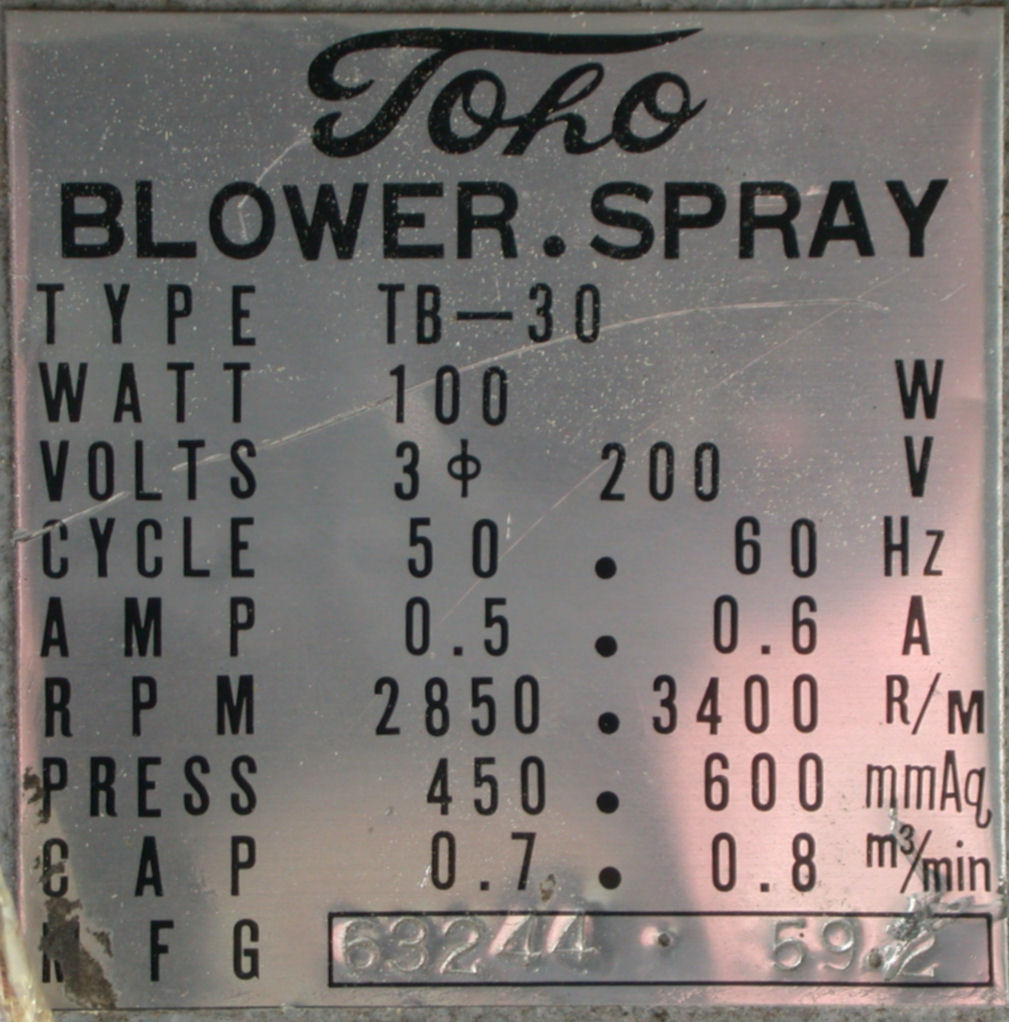 Toho
BLOWER.SPRAY
TYPE TB—30
WATT 100 W
VOLTS 3ϕ 200 V
CYCLE 50 . 60 Hz
AMP 0.5 . 0.6 A
RPM 2850 . 3400 R/M
PRESS 450 . 600 mmAq
CAP 0.7 . 0.8 m³/min
MFG 63244 . 59.2